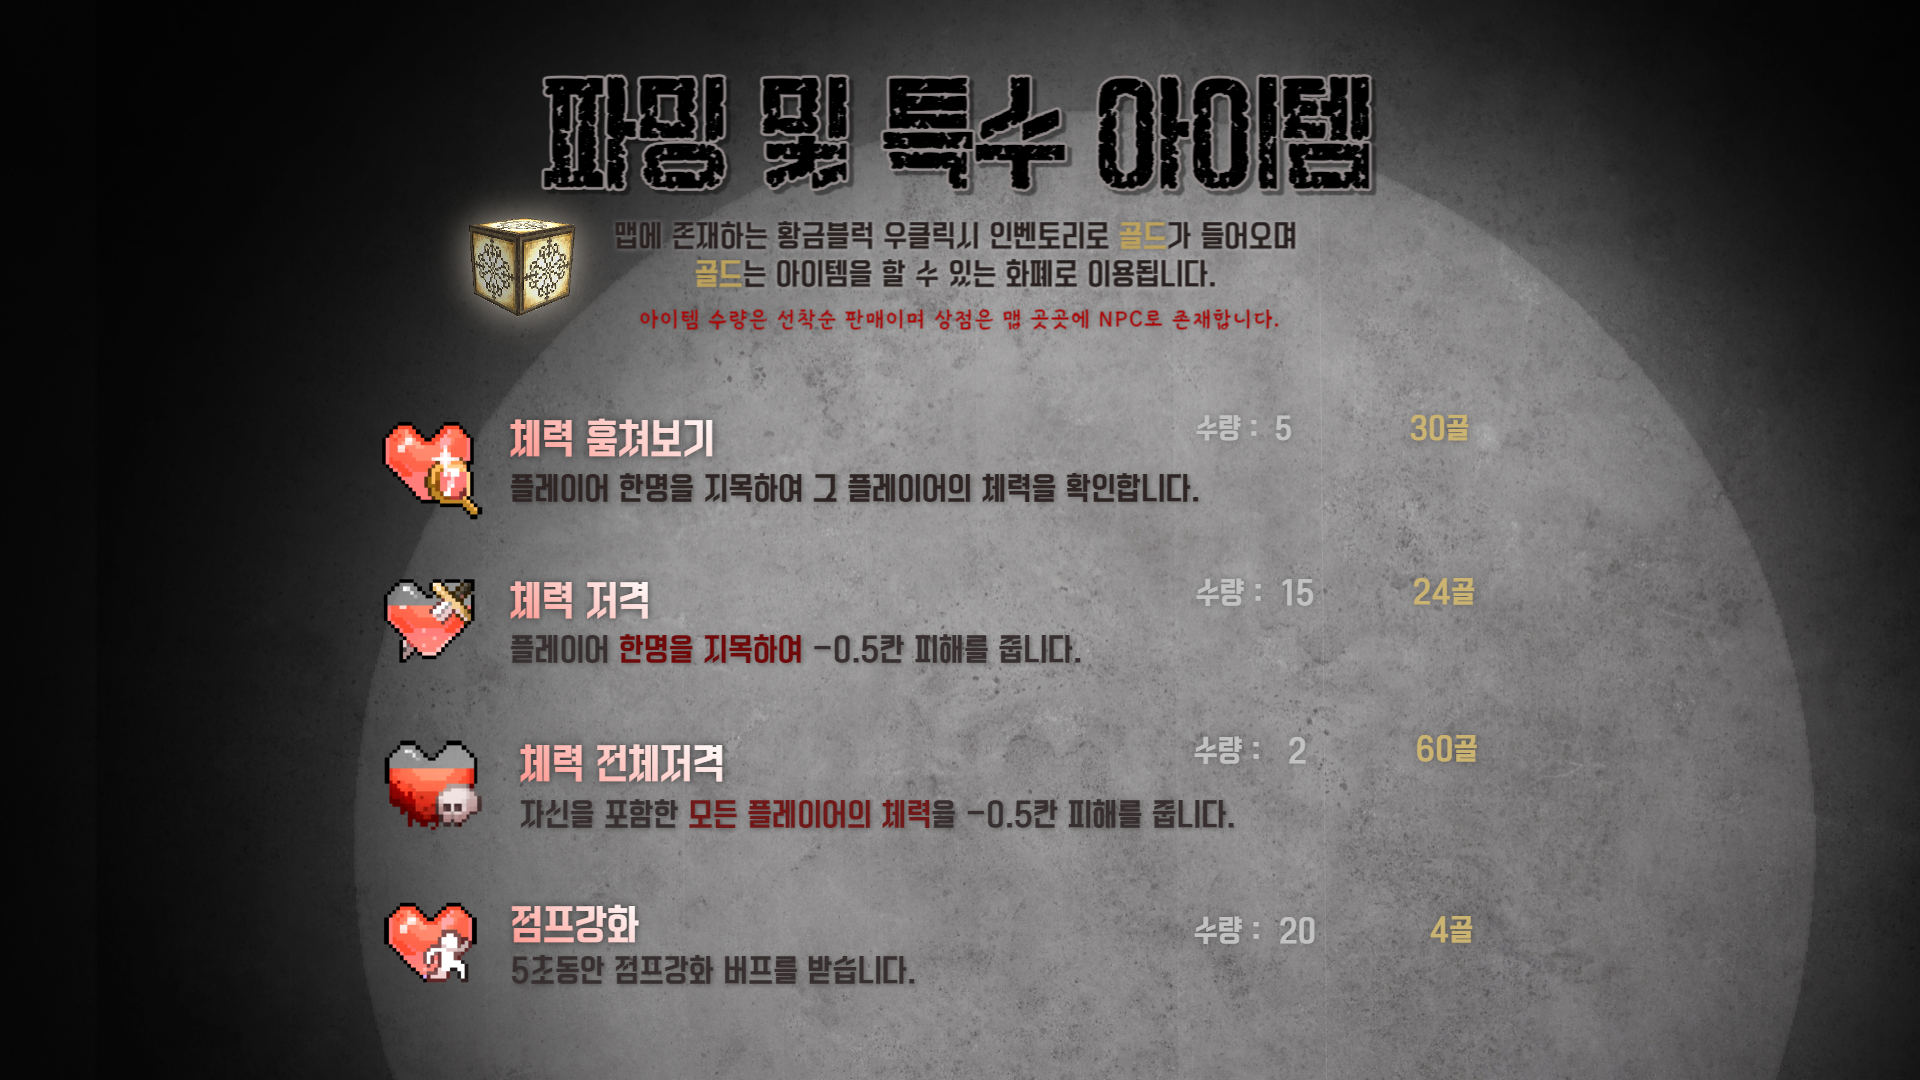 파밍 및 특수 아이템
맵에 존재하는 황금블럭 우클릭시 인벤토리로 골드가 들어오며
골드는 아이템을 할 수 있는 화폐로 이용됩니다.
아이템 수량은 선착순 판매이며 상점은 맵 곳곳에 NPC로 존재합니다.
체력 훔쳐보기 수량 : 5 30골
플레이어 한명을 지목하여 그 플레이어의 체력을 확인합니다.
체력 저격 수량 : 15 24골
플레이어 한명을 지목하여 -0.5칸 피해를 줍니다.
체력 전체저격 수량 : 2 60골
자신을 포함한 모든 플레이어의 체력을 -0.5칸 피해를 줍니다.
점프강화 수량 : 20 4골
5초동안 점프강화 버프를 받습니다.